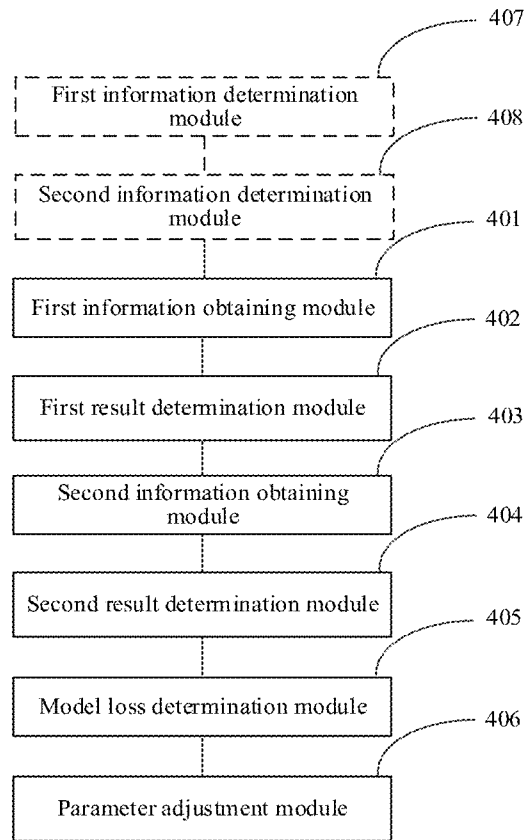 407
First information determination
module
408
Second information determination
module
401
First information obtaining module
402
First result determination module
403
Second information obtaining
module
404
Second result determination module
405
Model loss determination module
406
Parameter adjustment module